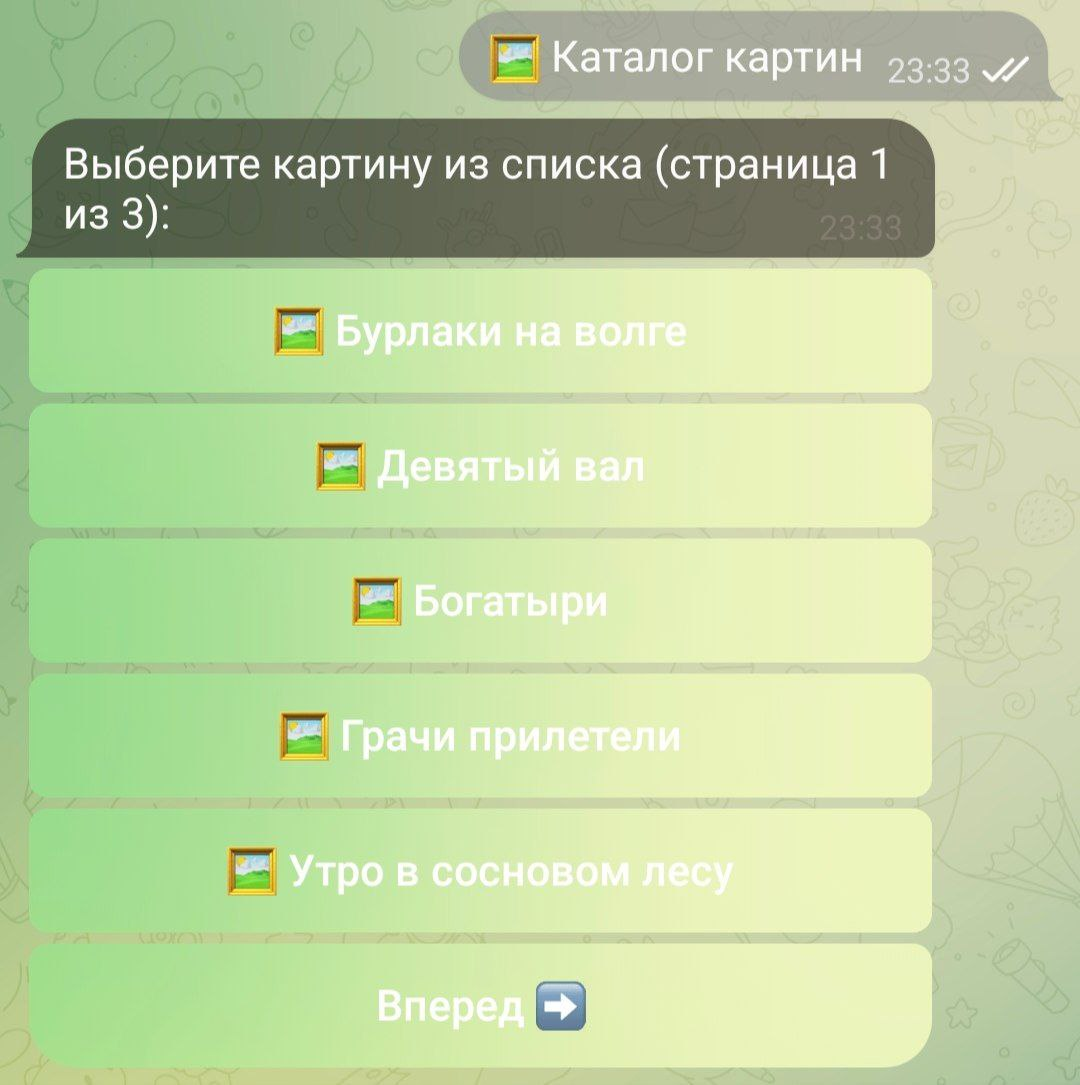 Каталог картин 23:33
Выберите картину из списка (страница 1
из 3):
23:33
Бурлаки на волге
Девятый вал
Богатыри
Грачи прилетели
Утро в сосновом лесу
Вперед